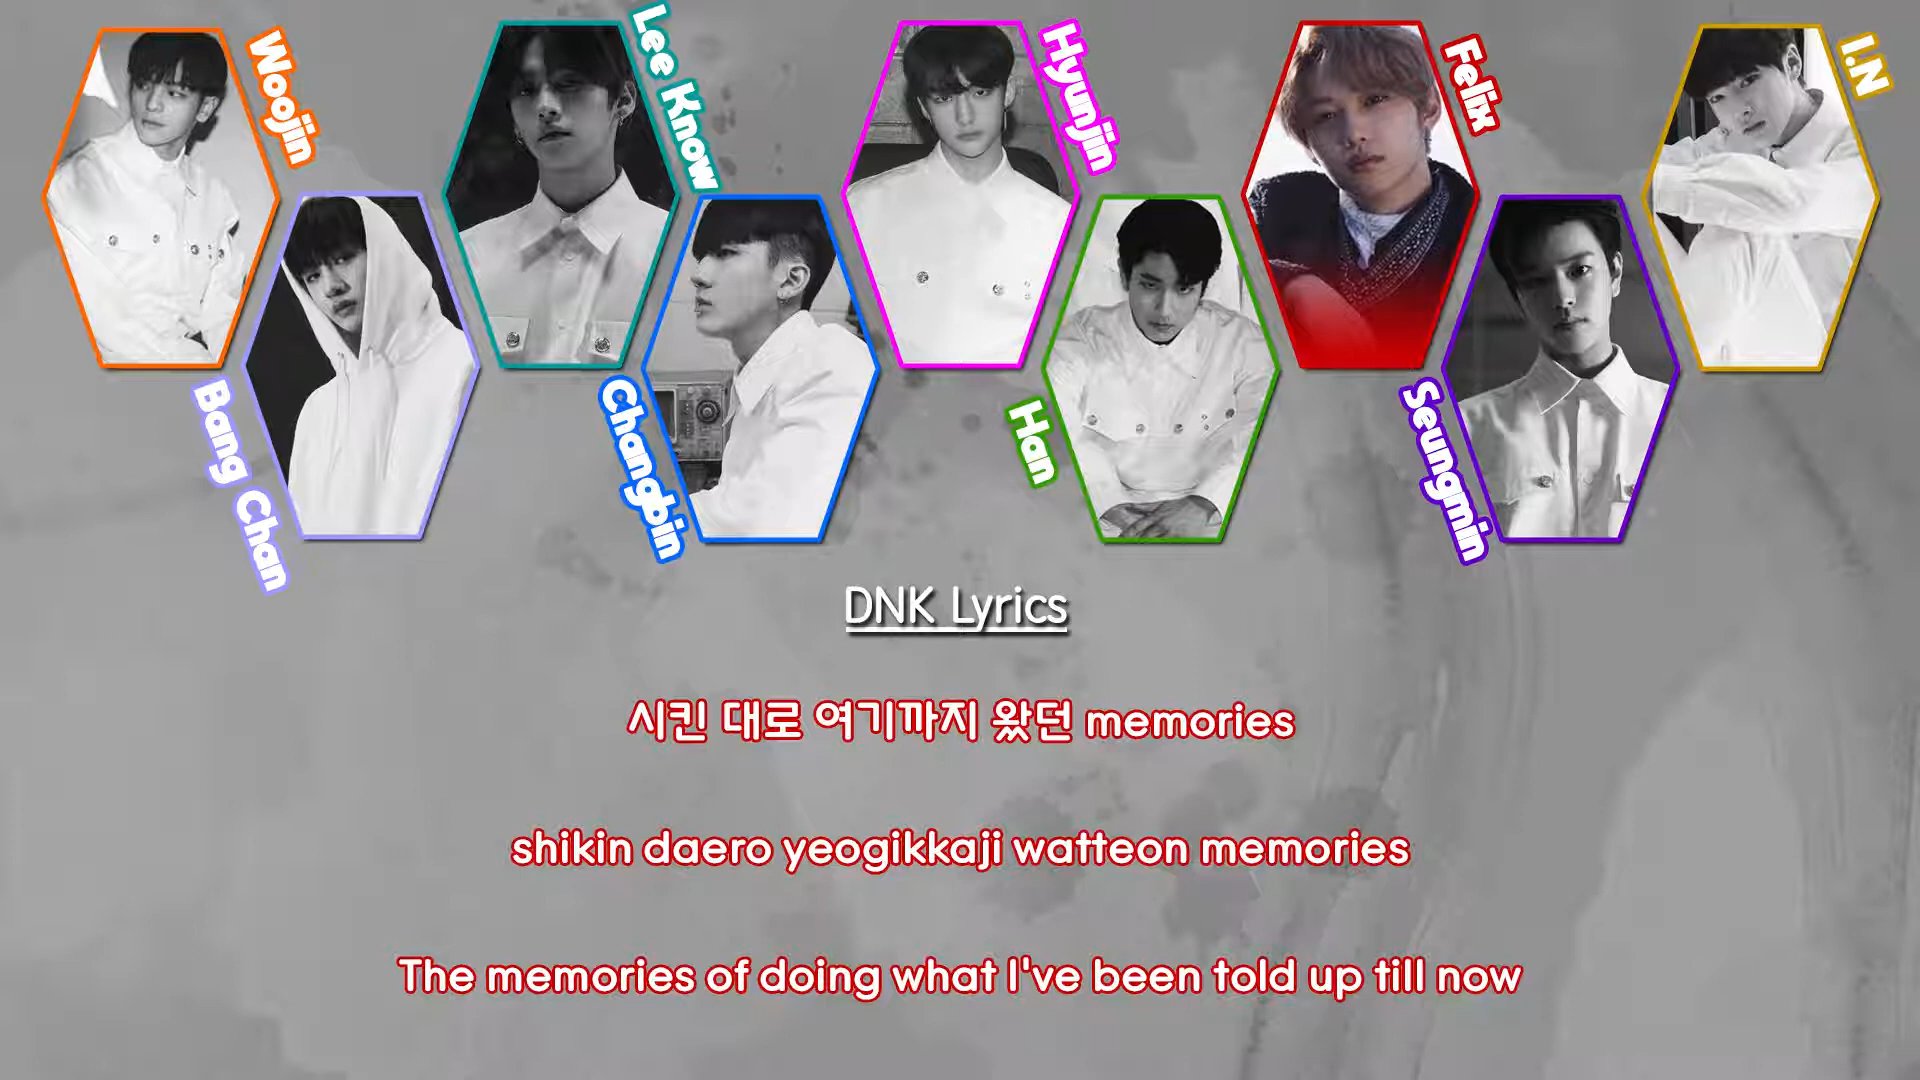 Woojin
Lee Know
Hyunjin
Felix
I.N
Bang Chan
Changbin
Han
Seungmin
DNK Lyrics
시킨 대로 여기까지 왔던 memories
shikin daero yeogikkaji watteon memories
The memories of doing what I've been told up till now